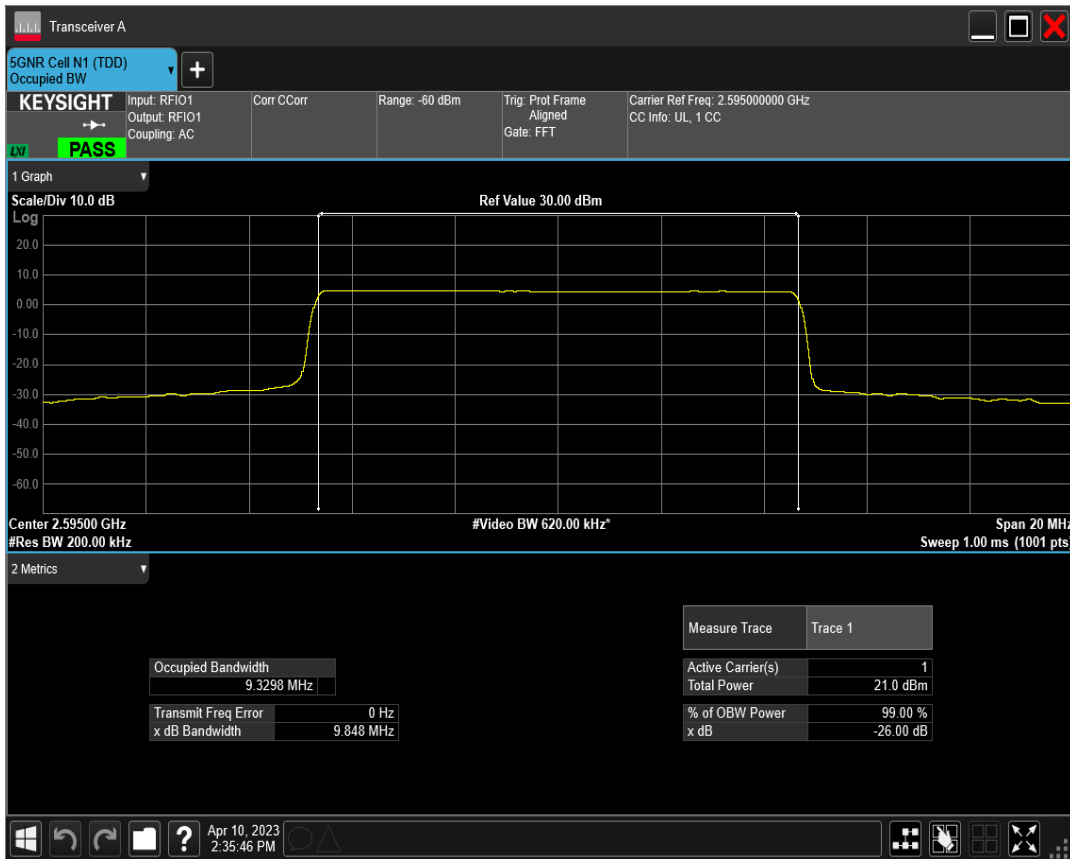 Transceiver A
5GNR Cell N1 (TDD)
Occupied BW
+
KEYSIGHT
LXI
PASS
Input: RFIO1
Output: RFIO1
Coupling: AC
Corr CCorr
Range: -60 dBm
Trig: Prot Frame
Aligned
Gate: FFT
Carrier Ref Freq: 2.595000000 GHz
CC Info: UL, 1 CC
1 Graph
Scale/Div 10.0 dB
Ref Value 30.00 dBm
Log
20.0
10.0
0.00
-10.0
-20.0
-30.0
-40.0
-50.0
-60.0
Center 2.59500 GHz
#Video BW 620.00 kHz*
Span 20 MHz
#Res BW 200.00 kHz
Sweep 1.00 ms (1001 pts)
2 Metrics
Measure Trace Trace 1
Occupied Bandwidth
9.3298 MHz
Active Carrier(s) 1
Total Power 21.0 dBm
Transmit Freq Error 0 Hz
x dB Bandwidth 9.848 MHz
% of OBW Power 99.00 %
x dB -26.00 dB
?
Apr 10, 2023
2:35:46 PM